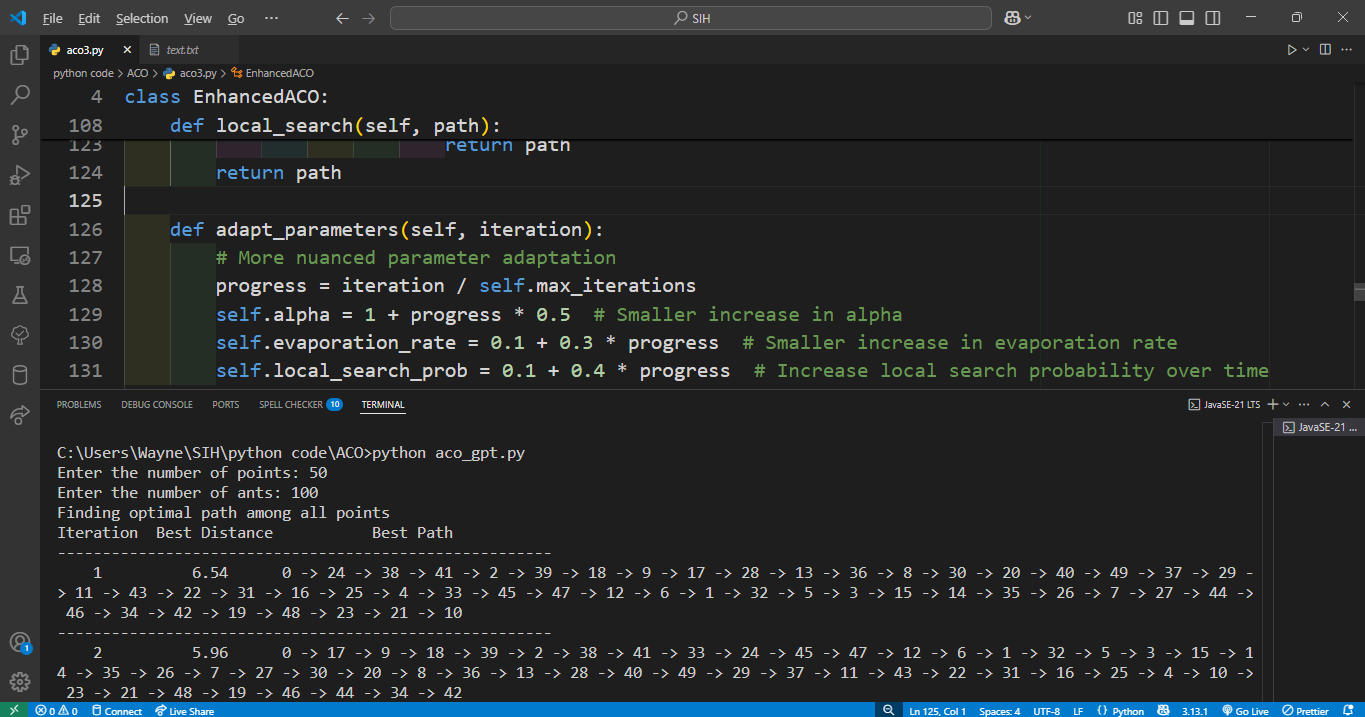 File Edit Selection View Go ··· SIH
aco3.py text.txt
python code > ACO > aco3.py > EnhancedACO
4 class EnhancedACO:
108 def local_search(self, path):
123 return path
124 return path
125
126 def adapt_parameters(self, iteration):
127 # More nuanced parameter adaptation
128 progress = iteration / self.max_iterations
129 self.alpha = 1 + progress * 0.5 # Smaller increase in alpha
130 self.evaporation_rate = 0.1 + 0.3 * progress # Smaller increase in evaporation rate
131 self.local_search_prob = 0.1 + 0.4 * progress # Increase local search probability over time
PROBLEMS DEBUG CONSOLE PORTS SPELL CHECKER 10 TERMINAL JavaSE-21 LTS
JavaSE-21 ...
C:\Users\Wayne\SIH\python code\ACO>python aco_gpt.py
Enter the number of points: 50
Enter the number of ants: 100
Finding optimal path among all points
Iteration Best Distance Best Path
-------------------------------------------------------
1 6.54 0 -> 24 -> 38 -> 41 -> 2 -> 39 -> 18 -> 9 -> 17 -> 28 -> 13 -> 36 -> 8 -> 30 -> 20 -> 40 -> 49 -> 37 -> 29 -
> 11 -> 43 -> 22 -> 31 -> 16 -> 25 -> 4 -> 33 -> 45 -> 47 -> 12 -> 6 -> 1 -> 32 -> 5 -> 3 -> 15 -> 14 -> 35 -> 26 -> 7 -> 27 -> 44 ->
46 -> 34 -> 42 -> 19 -> 48 -> 23 -> 21 -> 10
-------------------------------------------------------
2 5.96 0 -> 17 -> 9 -> 18 -> 39 -> 2 -> 38 -> 41 -> 33 -> 24 -> 45 -> 47 -> 12 -> 6 -> 1 -> 32 -> 5 -> 3 -> 15 -> 1
4 -> 35 -> 26 -> 7 -> 27 -> 30 -> 20 -> 8 -> 36 -> 13 -> 28 -> 40 -> 49 -> 29 -> 37 -> 11 -> 43 -> 22 -> 31 -> 16 -> 25 -> 4 -> 10 ->
23 -> 21 -> 48 -> 19 -> 46 -> 44 -> 34 -> 42
1
0 0 Connect Live Share Ln 125, Col 1 Spaces: 4 UTF-8 LF Python 3.13.1 Go Live Prettier